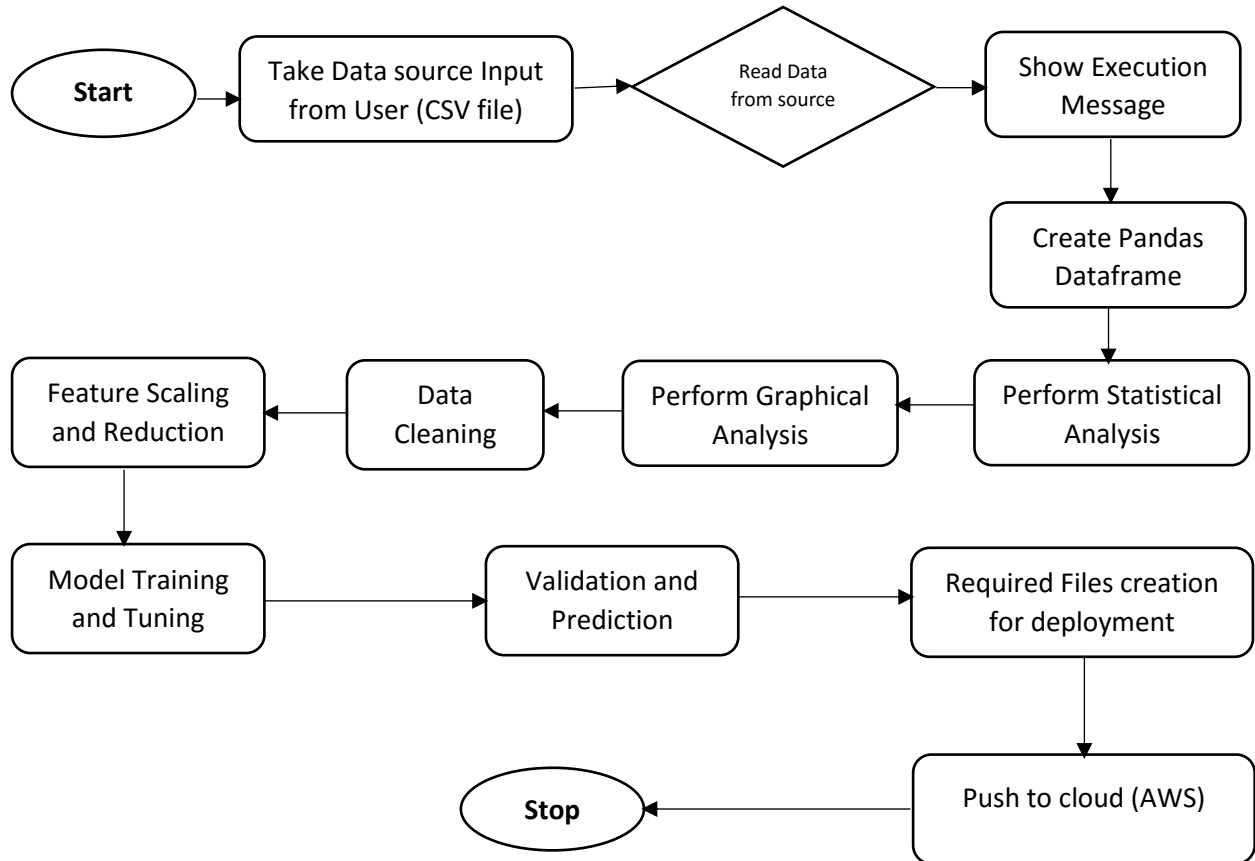 Start
Take Data source Input
from User (CSV file)
Read Data
from source
Show Execution
Message
Create Pandas
Dataframe
Perform Statistical
Analysis
Perform Graphical
Analysis
Data
Cleaning
Feature Scaling
and Reduction
Model Training
and Tuning
Validation and
Prediction
Required Files creation
for deployment
Push to cloud (AWS)
Stop